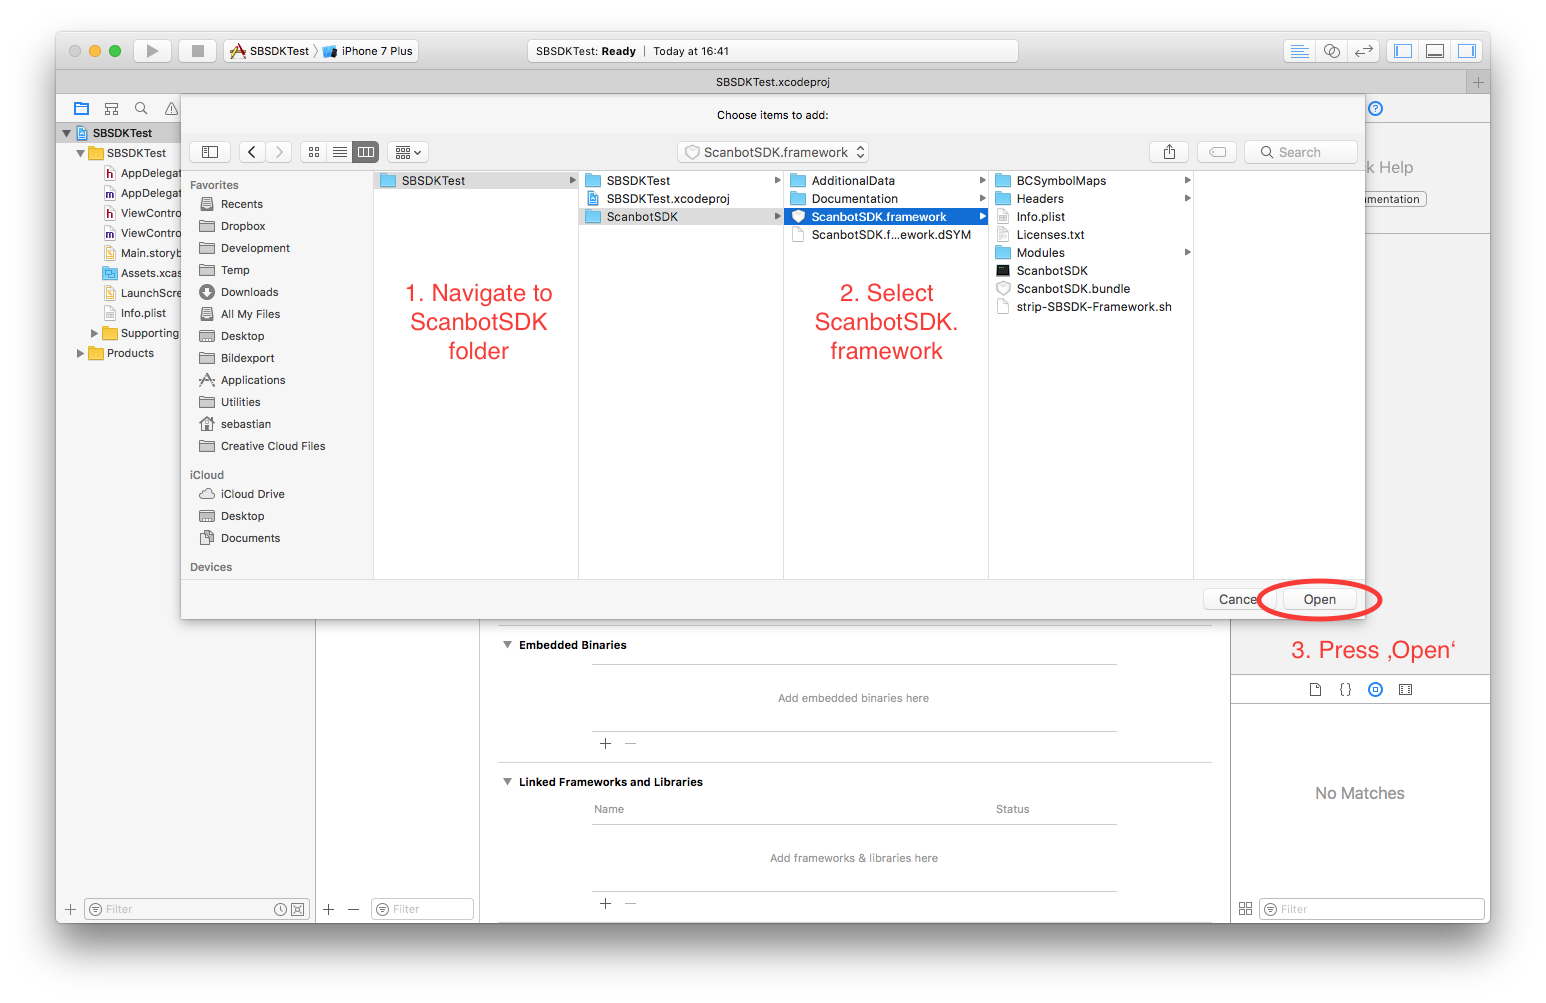 SBSDKTest
iPhone 7 Plus
SBSDKTest: Ready | Today at 16:41
SBSDKTest.xcodeproj
SBSDKTest
SBSDKTest
AppDelegat
AppDelegat
ViewContro
ViewContro
Main.storyb
Assets.xcas
LaunchScre
Info.plist
Supporting
Products
Choose items to add:
ScanbotSDK.framework
Search
Favorites
Recents
Dropbox
Development
Temp
Downloads
All My Files
Desktop
Bildexport
Applications
Utilities
sebastian
Creative Cloud Files
iCloud
iCloud Drive
Desktop
Documents
Devices
SBSDKTest
1. Navigate to
ScanbotSDK
folder
SBSDKTest
SBSDKTest.xcodeproj
ScanbotSDK
AdditionalData
Documentation
ScanbotSDK.framework
ScanbotSDK.f...ework.dSYM
2. Select
ScanbotSDK.
framework
BCSymbolMaps
Headers
Info.plist
Licenses.txt
Modules
ScanbotSDK
ScanbotSDK.bundle
strip-SBSDK-Framework.sh
k Help
mentation
Cance
Open
3. Press ‚Open‘
Embedded Binaries
Add embedded binaries here
Linked Frameworks and Libraries
Name
Status
Add frameworks & libraries here
No Matches
Filter
Filter
Filter